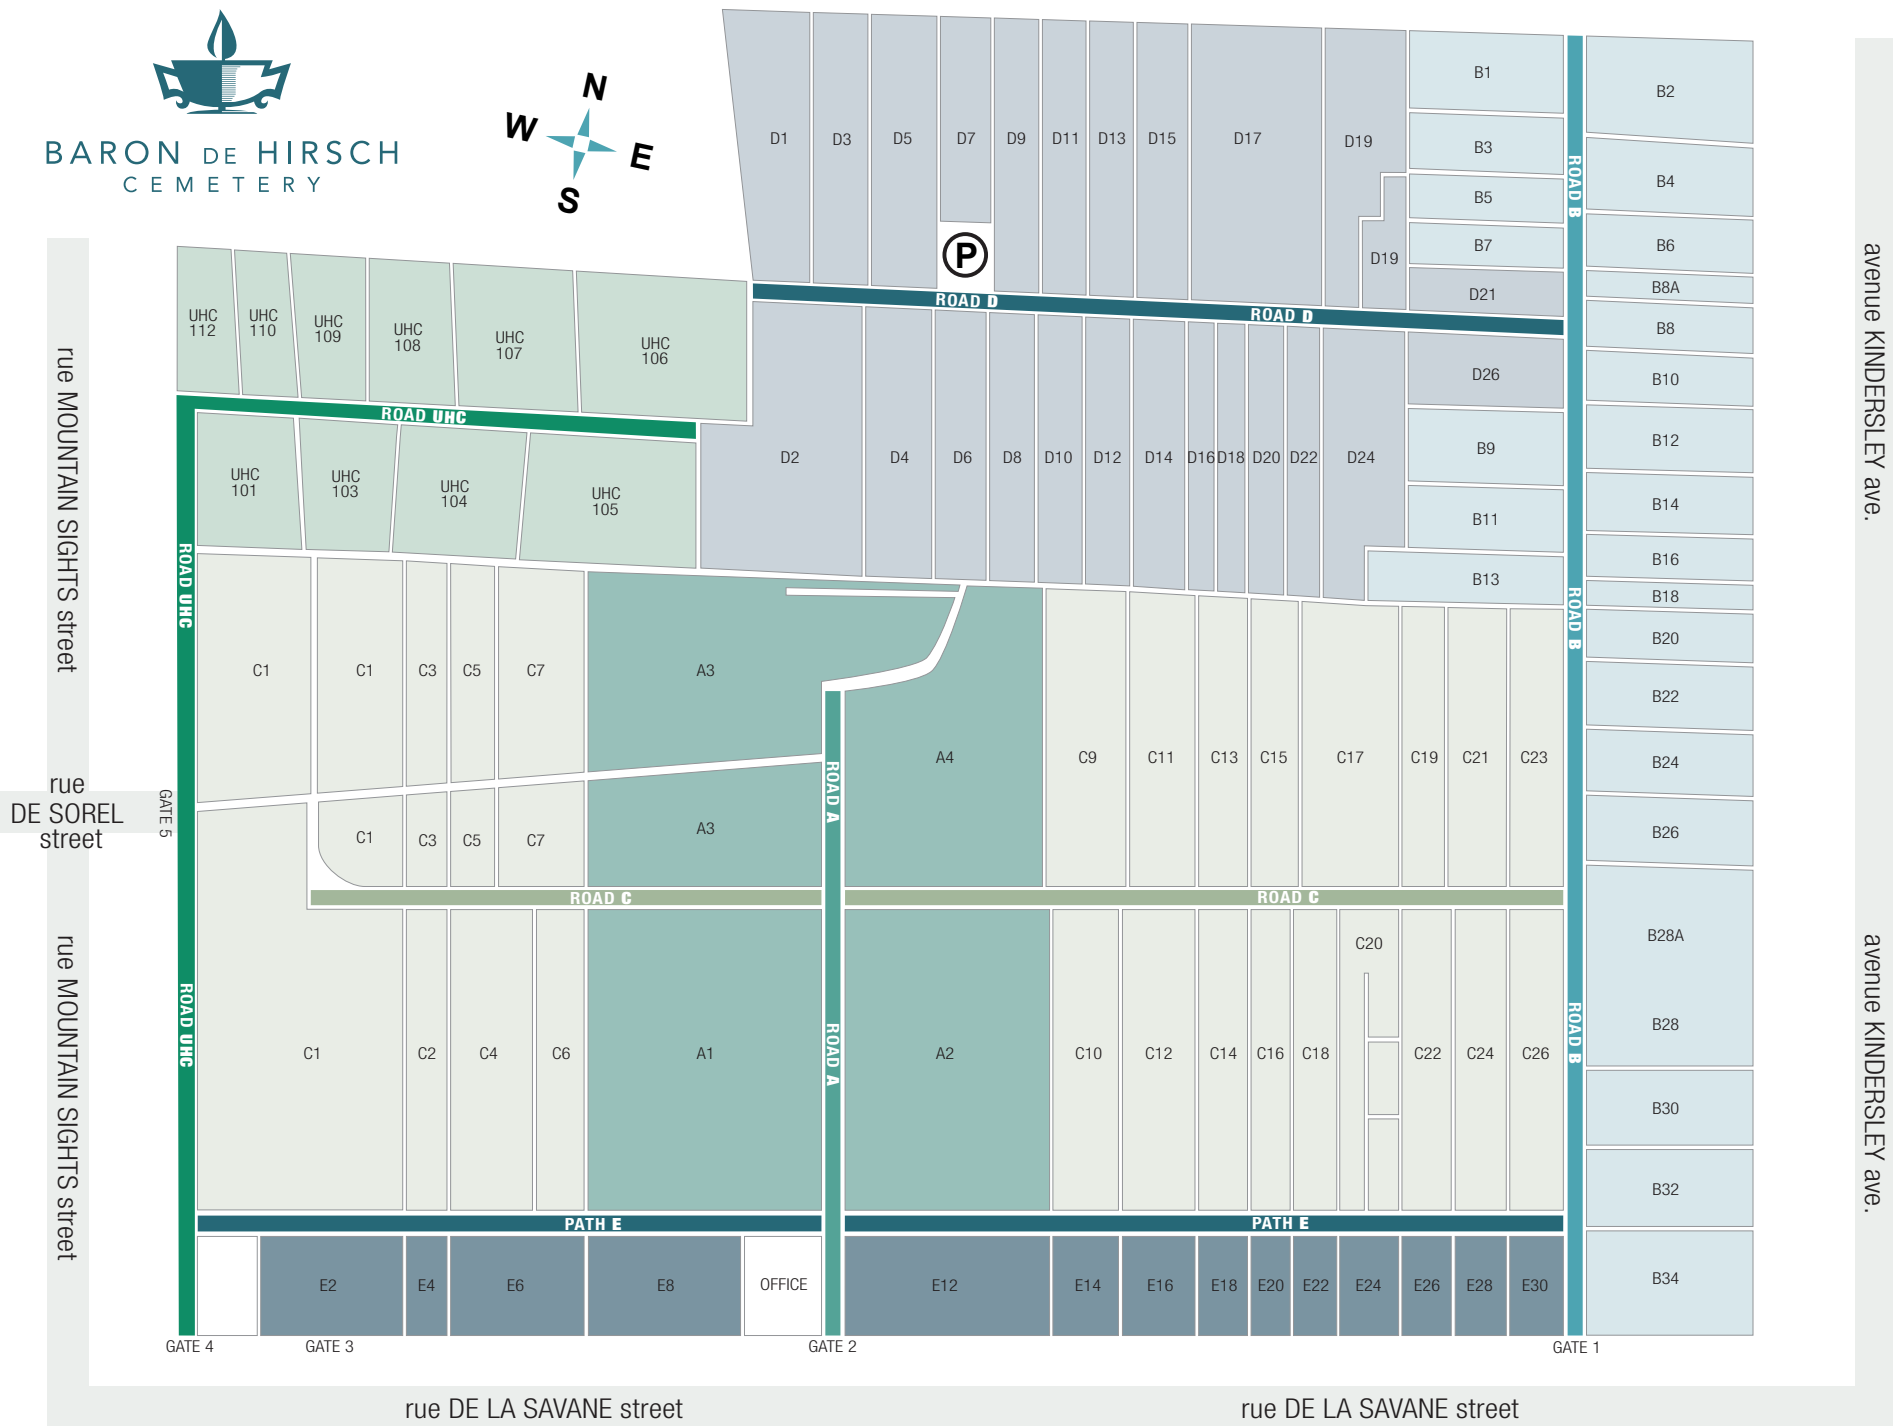 BARON DE HIRSCH
CEMETERY
N
W
E
S
D1
D3
D5
D7
D9
D11
D13
D15
D17
D19
D19
D21
P
B1
B3
B5
B7
ROAD B
B2
B4
B6
B8A
B8
B10
B12
B14
B16
B18
B20
B22
B24
B26
B28A
B28
B30
B32
B34
avenue KINDERSLEY ave.
avenue KINDERSLEY ave.
ROAD D
ROAD D
UHC
112
UHC
110
UHC
109
UHC
108
UHC
107
UHC
106
ROAD UHC
UHC
101
UHC
103
UHC
104
UHC
105
D2
D4
D6
D8
D10
D12
D14
D16
D18
D20
D22
D24
D26
B9
B11
B13
ROAD B
rue MOUNTAIN SIGHTS street
ROAD UHC
C1
C1
C3
C5
C7
A3
A4
C9
C11
C13
C15
C17
C19
C21
C23
ROAD A
rue
DE SOREL
street
GATE 5
C1
C3
C5
C7
A3
ROAD C
ROAD C
rue MOUNTAIN SIGHTS street
ROAD UHC
C1
C2
C4
C6
A1
ROAD A
A2
C10
C12
C14
C16
C18
C20
C22
C24
C26
ROAD B
PATH E
PATH E
E2
E4
E6
E8
OFFICE
E12
E14
E16
E18
E20
E22
E24
E26
E28
E30
GATE 4
GATE 3
GATE 2
GATE 1
rue DE LA SAVANE street
rue DE LA SAVANE street